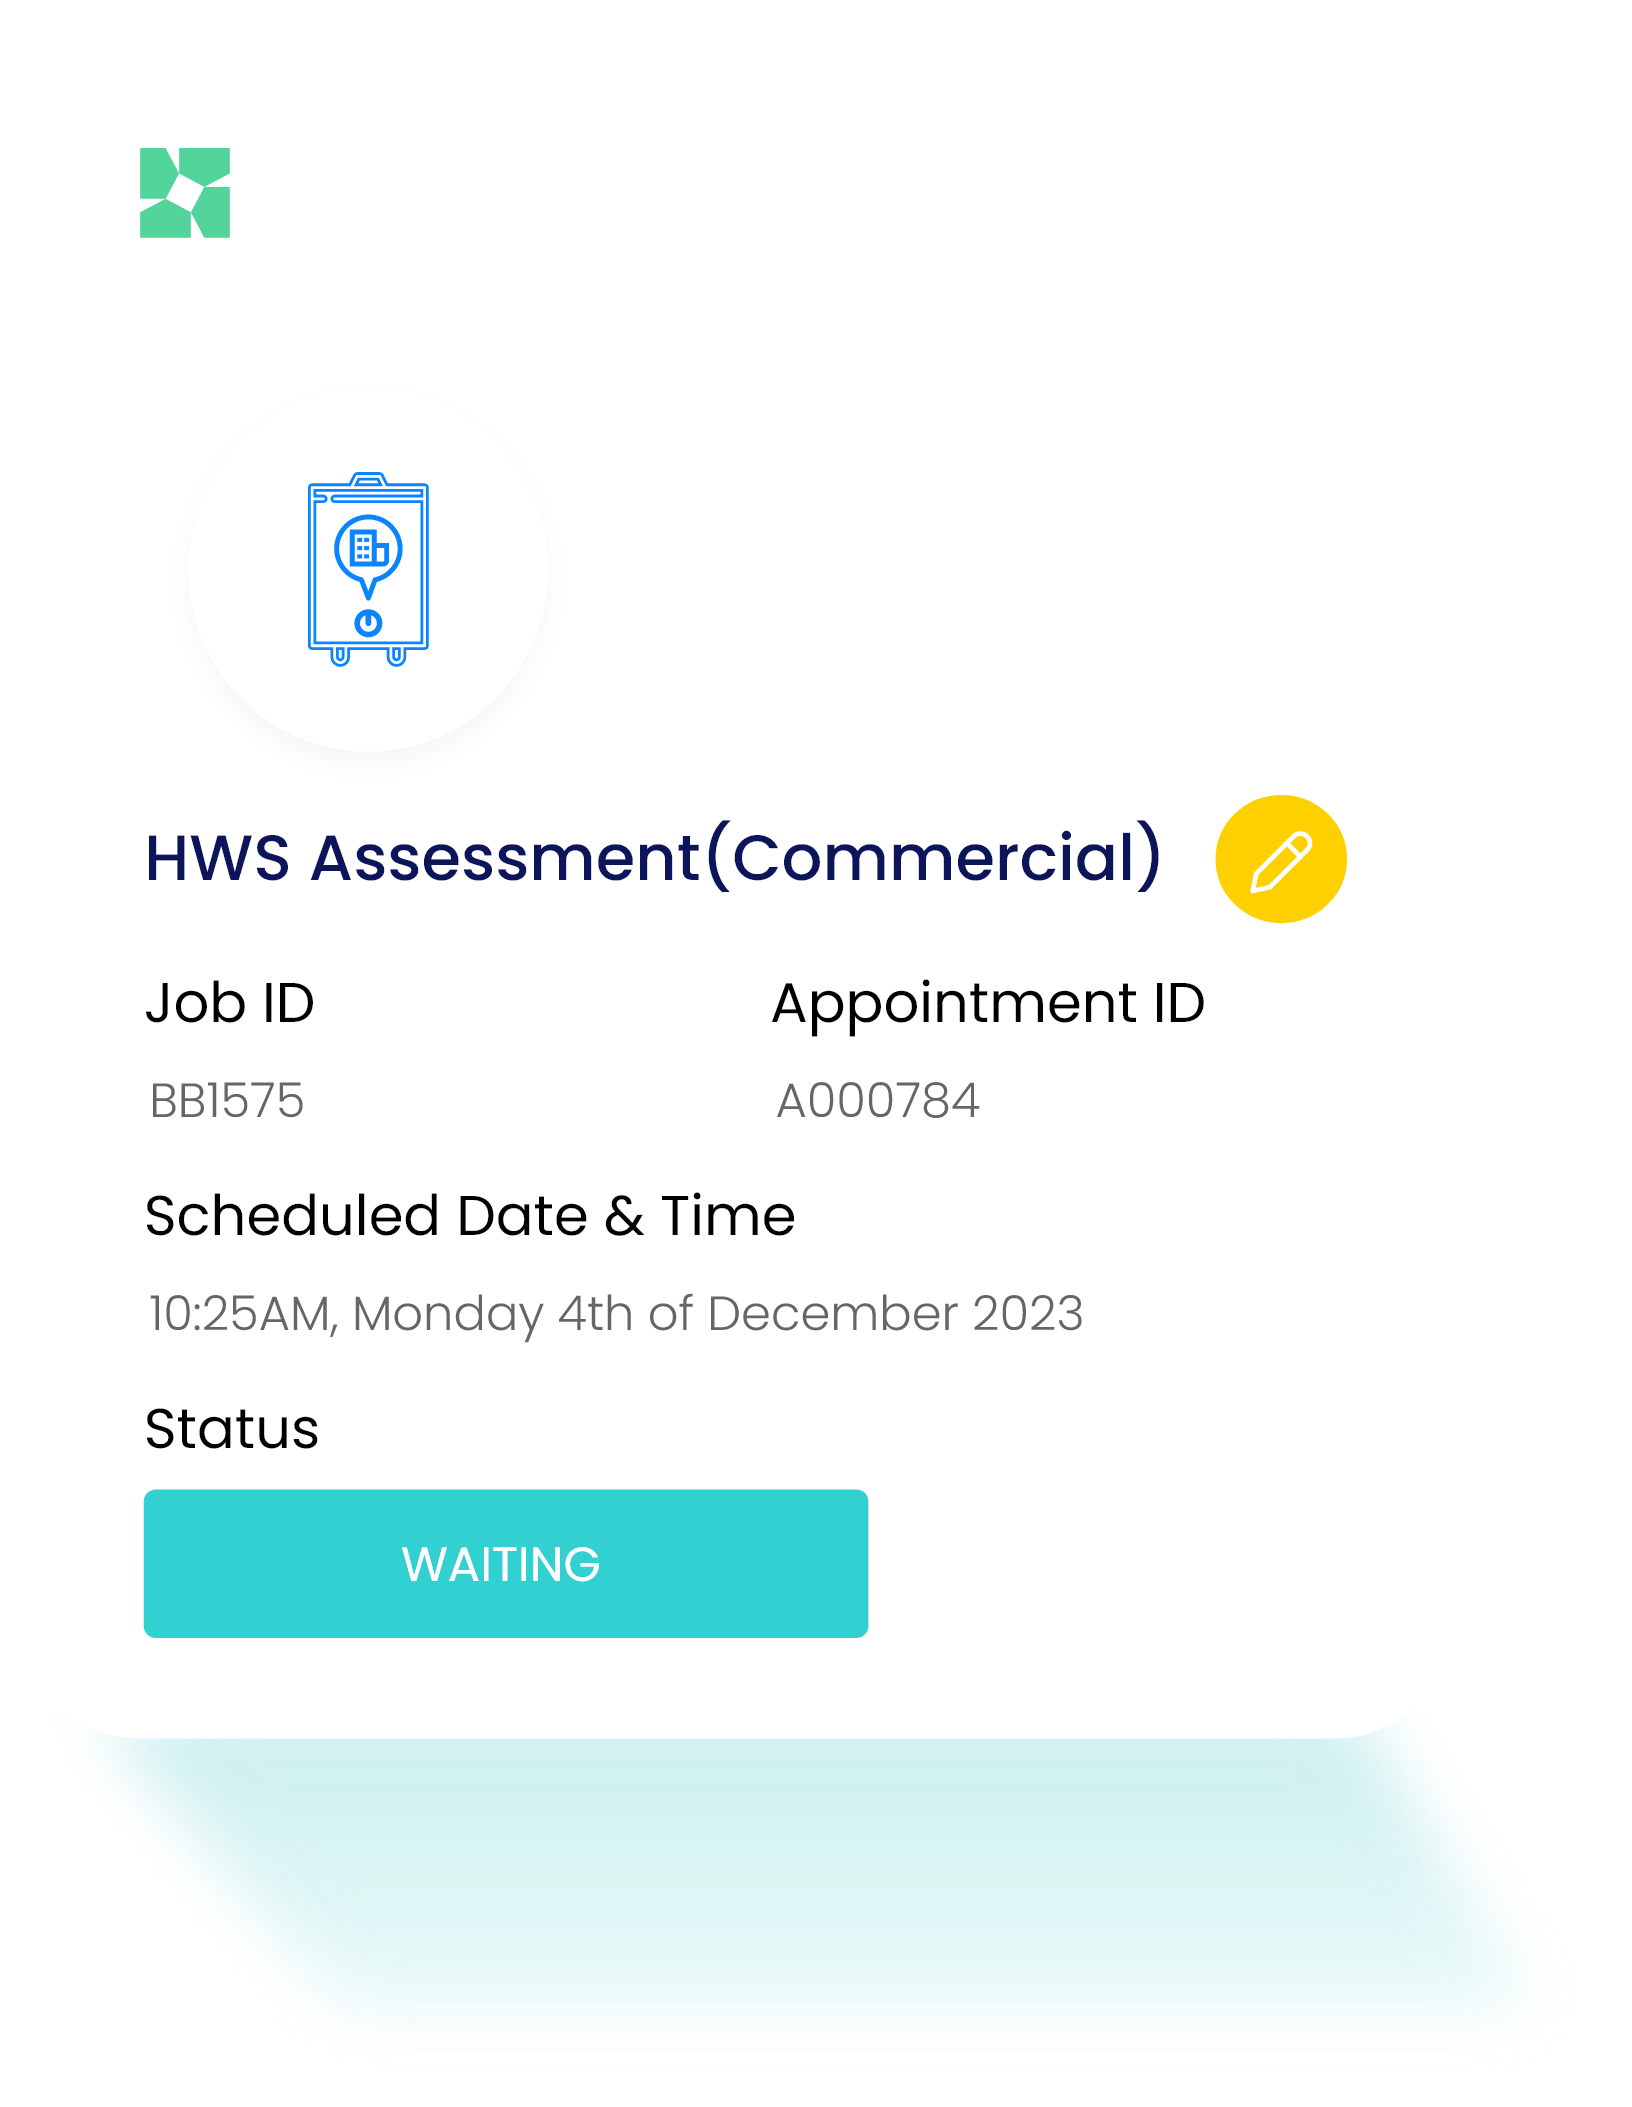 HWS Assessment(Commercial)
Job ID
Appointment ID
BB1575
A000784
Scheduled Date & Time
10:25AM, Monday 4th of December 2023
Status
WAITING